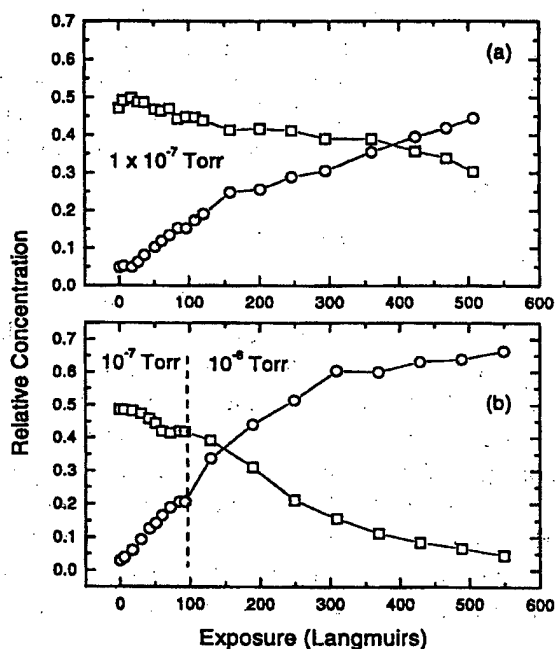 0.7
(a)
0.6
0.5
0.4
1 x 10⁻⁷ Torr
0.3
0.2
0.1
0.0
0 100 200 300 400 500 600
Relative Concentration
0.7
10⁻⁷ Torr 10⁻⁶ Torr
(b)
0.6
0.5
0.4
0.3
0.2
0.1
0.0
0 100 200 300 400 500 600
Exposure (Langmuirs)